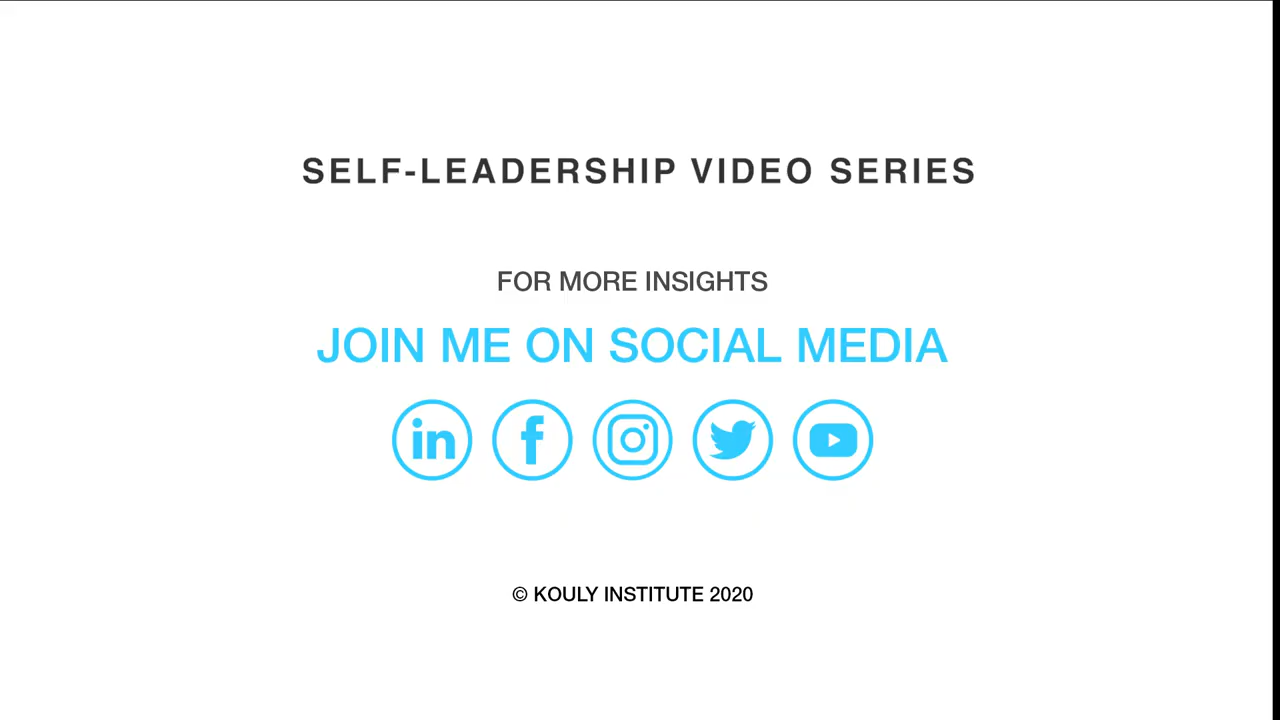 SELF-LEADERSHIP VIDEO SERIES
FOR MORE INSIGHTS
JOIN ME ON SOCIAL MEDIA
in f
© KOULY INSTITUTE 2020